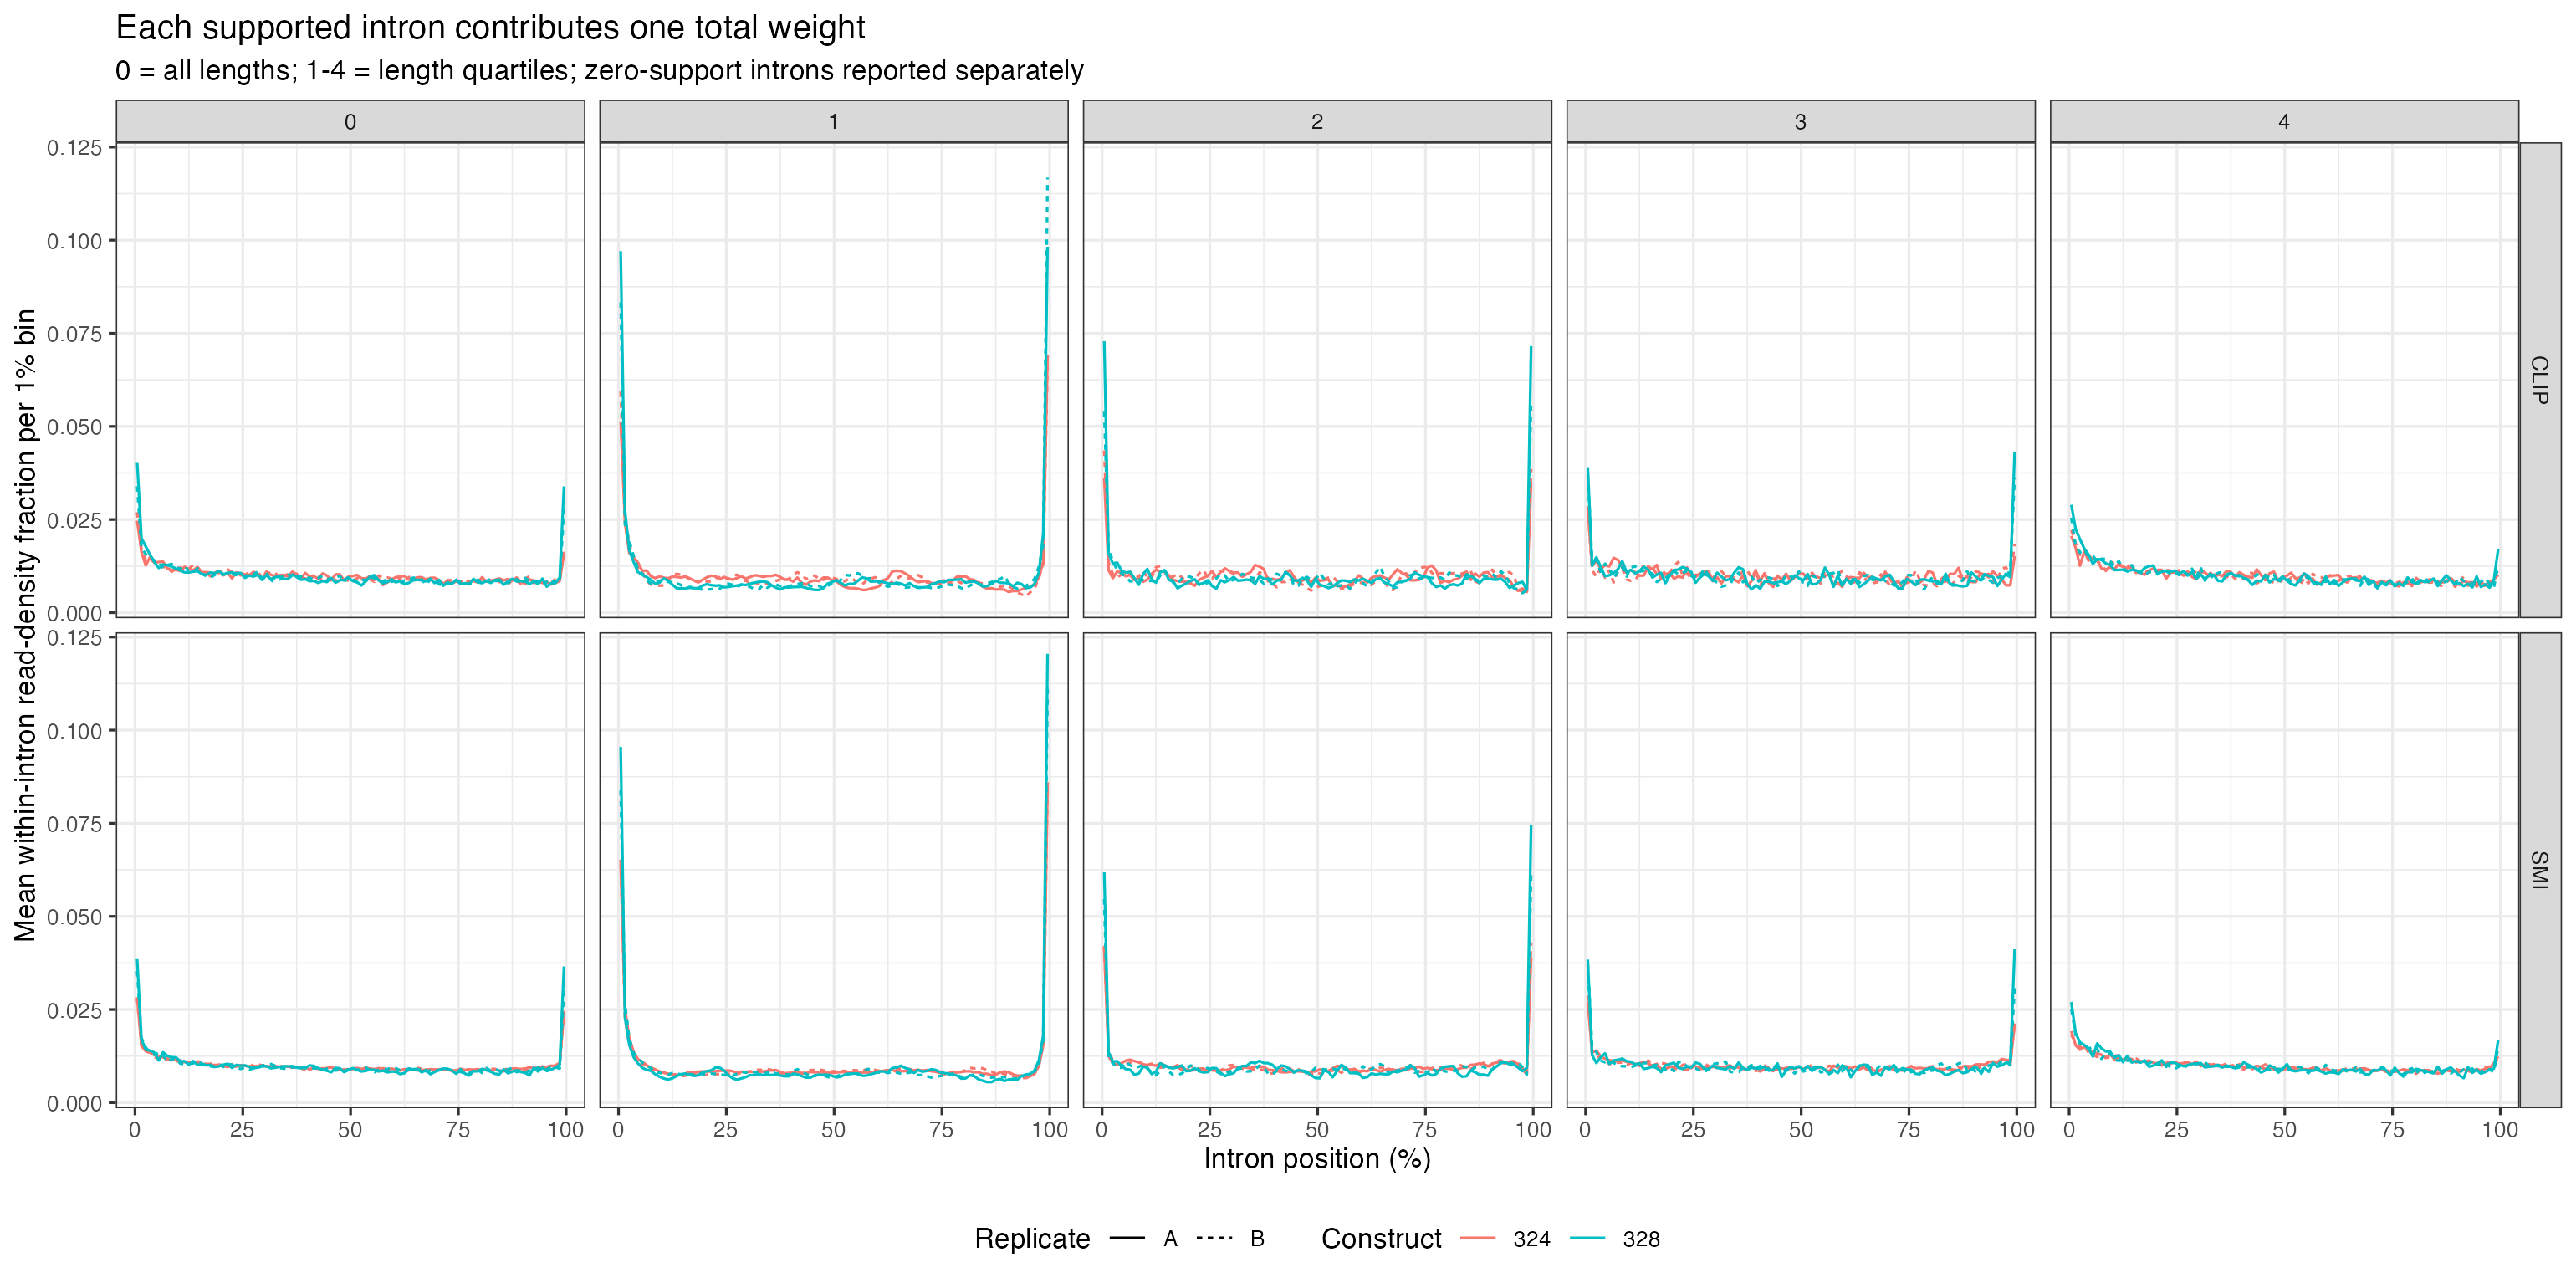 Each supported intron contributes one total weight
0 = all lengths; 1-4 = length quartiles; zero-support introns reported separately
0 1 2 3 4
Mean within-intron read-density fraction per 1% bin
0.125
0.100
0.075
0.050
0.025
0.000
CLIP
0.125
0.100
0.075
0.050
0.025
0.000
SMI
0 25 50 75 100 0 25 50 75 100 0 25 50 75 100 0 25 50 75 100 0 25 50 75 100
Intron position (%)
Replicate A B Construct 324 328